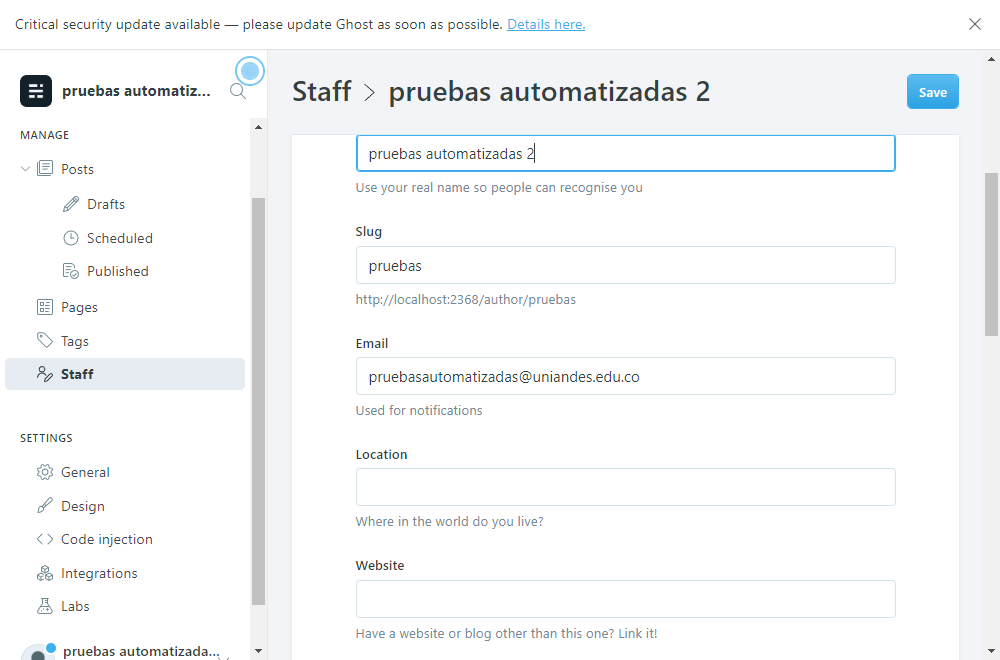 Critical security update available — please update Ghost as soon as possible. Details here.
pruebas automatiz...
Staff > pruebas automatizadas 2
Save
MANAGE
Posts
Drafts
Scheduled
Published
Pages
Tags
Staff
SETTINGS
General
Design
Code injection
Integrations
Labs
pruebas automatizada...
pruebas automatizadas 2
Use your real name so people can recognise you
Slug
pruebas
http://localhost:2368/author/pruebas
Email
pruebasautomatizadas@uniandes.edu.co
Used for notifications
Location
Where in the world do you live?
Website
Have a website or blog other than this one? Link it!